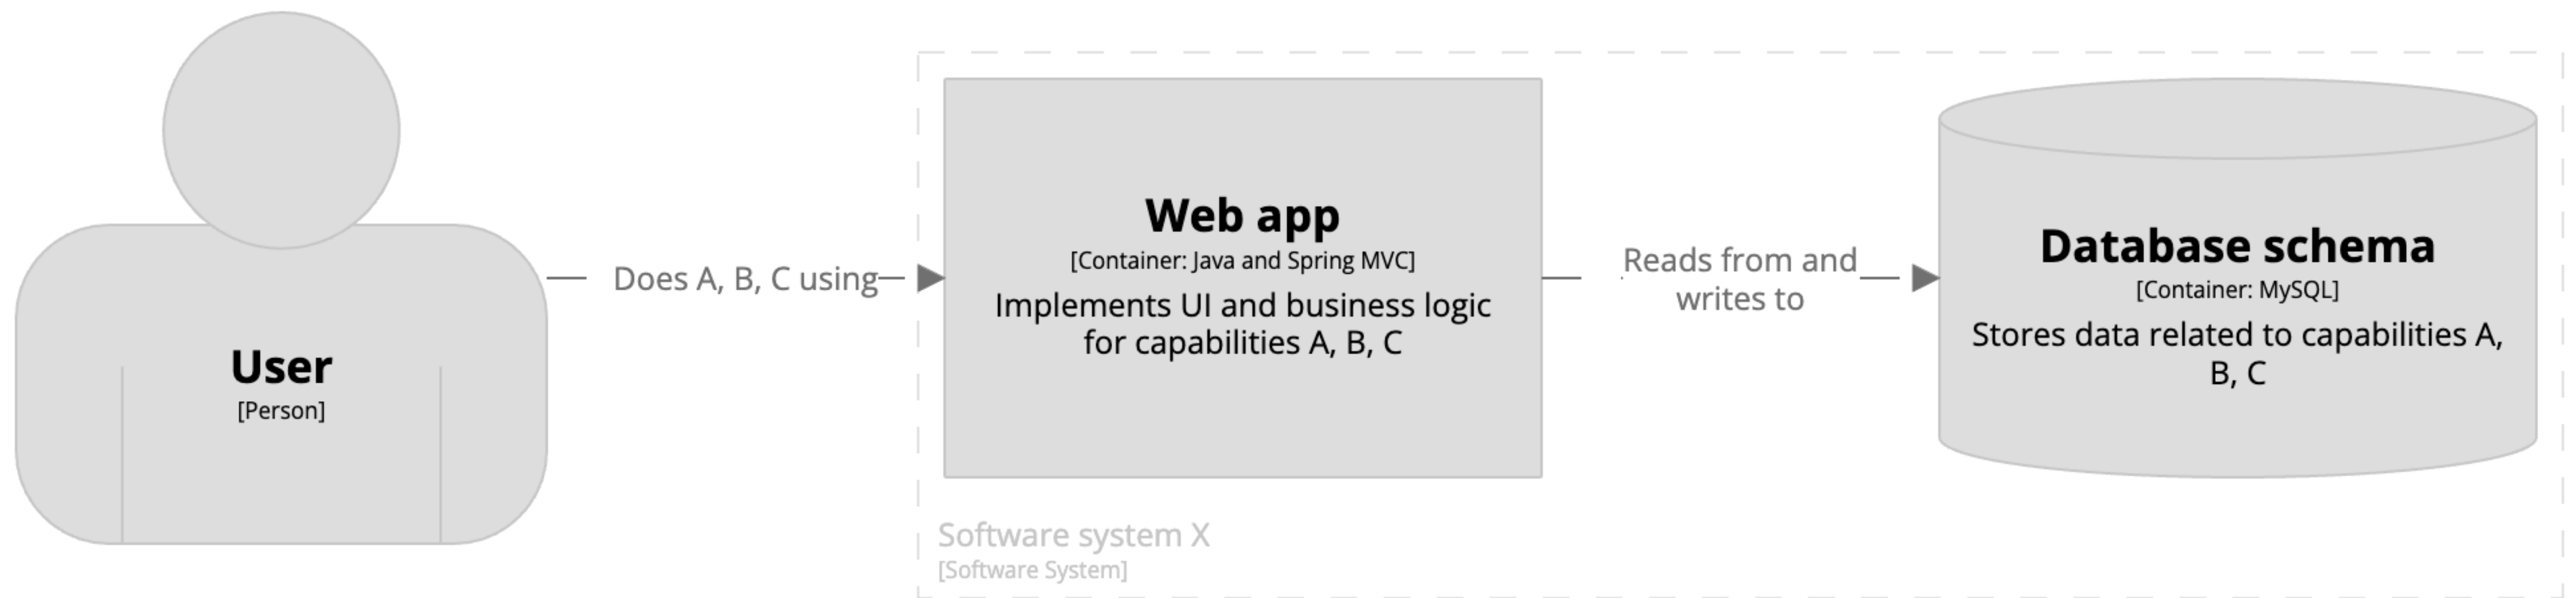 User
[Person]
Does A, B, C using
Web app
[Container: Java and Spring MVC]
Implements UI and business logic
for capabilities A, B, C
Reads from and
writes to
Database schema
[Container: MySQL]
Stores data related to capabilities A,
B, C
Software system X
[Software System]